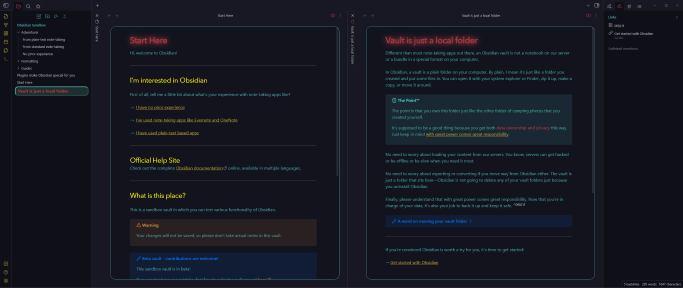 Obsidian Sandbox
Adventure
From plain-text note-taking
From standard note-taking
No prior experience
Formatting
Guides
Plugins make Obsidian special for you
Start Here
Vault is just a local folder
Start Here
Start Here
Start Here
Hi, welcome to Obsidian!
I'm interested in Obsidian
First of all, tell me a little bit about what's your experience with note-taking apps like?
→ I have no prior experience
→ I've used note-taking apps like Evernote and OneNote
→ I have used plain-text based apps
Official Help Site
Check out the complete Obsidian documentation online, available in multiple languages.
What is this place?
This is a sandbox vault in which you can test various functionality of Obsidian.
Warning
Your changes will not be saved, so please don't take actual notes in this vault.
Beta vault - contributions are welcome!
This sandbox vault is in beta!
Vault is just a local folder
Vault is just a local folder
Vault is just a local folder
Different than most note-taking apps out there, an Obsidian vault is not a notebook on our server
or a bundle in a special format on your computer.
In Obsidian, a vault is a plain folder on your computer. By plain, I mean it's just like a folder you
created and put some files in. You can open it with your system explorer or Finder, zip it up, make a
copy, or move it around.
The Point™
The point is that you own this folder just like the other folder of camping photos that you
created yourself.
It's supposed to be a good thing because you get both data ownership and privacy this way.
Just keep in mind with great power comes great responsibility.
No need to worry about loading your content from our servers. You know, servers can get hacked
or be offline or be slow when you need it most.
No need to worry about exporting or converting if you move away from Obsidian either. The vault is
just a folder that sits here—Obsidian is not going to delete any of your vault folders just because
you uninstall Obsidian.
Finally, please understand that with great power comes great responsibility. Now that you're in
charge of your data, it's also your job to back it up and keep it safe.
A word on moving your vault folder
If you're convinced Obsidian is worth a try for you, it's time to get started!
→ Get started with Obsidian
Links
Get started with Obsidian
Unlinked mentions